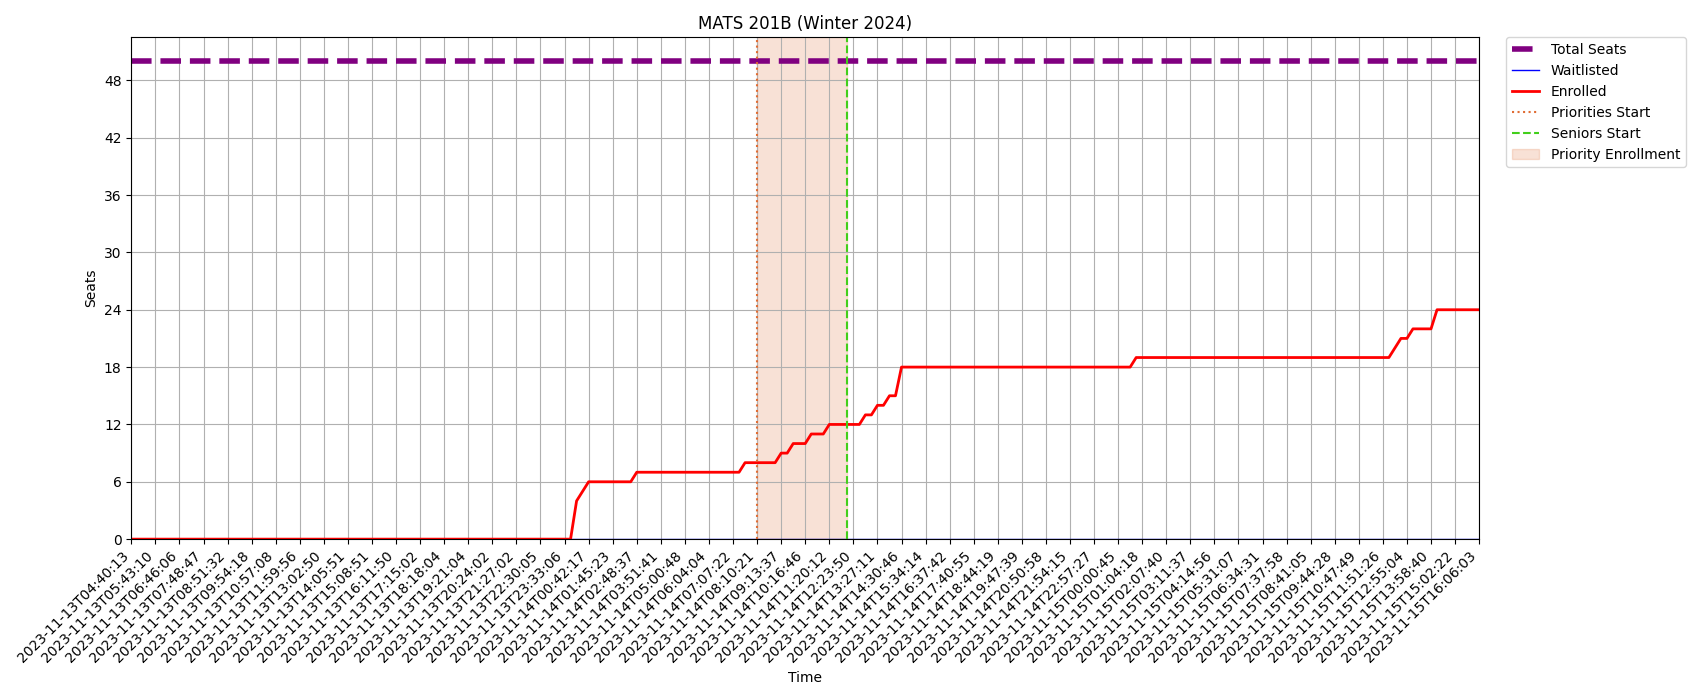 MATS 201B (Winter 2024)
Total Seats
Waitlisted
Enrolled
Priorities Start
Seniors Start
Priority Enrollment
Seats
48
42
36
30
24
18
12
6
0
2023-11-13T04:40:13
2023-11-13T05:43:10
2023-11-13T06:46:06
2023-11-13T07:48:47
2023-11-13T08:51:32
2023-11-13T09:54:18
2023-11-13T10:57:08
2023-11-13T11:59:56
2023-11-13T13:02:50
2023-11-13T14:05:51
2023-11-13T15:08:51
2023-11-13T16:11:50
2023-11-13T17:15:02
2023-11-13T18:18:04
2023-11-13T19:21:04
2023-11-13T20:24:02
2023-11-13T21:27:02
2023-11-13T22:30:05
2023-11-13T23:33:06
2023-11-14T00:42:17
2023-11-14T01:45:23
2023-11-14T02:48:37
2023-11-14T03:51:41
2023-11-14T05:00:48
2023-11-14T06:04:04
2023-11-14T07:07:22
2023-11-14T08:10:21
2023-11-14T09:13:37
2023-11-14T10:16:46
2023-11-14T11:20:12
2023-11-14T12:23:50
2023-11-14T13:27:11
2023-11-14T14:30:46
2023-11-14T15:34:14
2023-11-14T16:37:42
2023-11-14T17:40:55
2023-11-14T18:44:19
2023-11-14T19:47:39
2023-11-14T20:50:58
2023-11-14T21:54:15
2023-11-14T22:57:27
2023-11-15T00:00:45
2023-11-15T01:04:18
2023-11-15T02:07:40
2023-11-15T03:11:37
2023-11-15T04:14:56
2023-11-15T05:31:07
2023-11-15T06:34:31
2023-11-15T07:37:58
2023-11-15T08:41:05
2023-11-15T09:44:28
2023-11-15T10:47:49
2023-11-15T11:51:26
2023-11-15T12:55:04
2023-11-15T13:58:40
2023-11-15T15:02:22
2023-11-15T16:06:03
Time